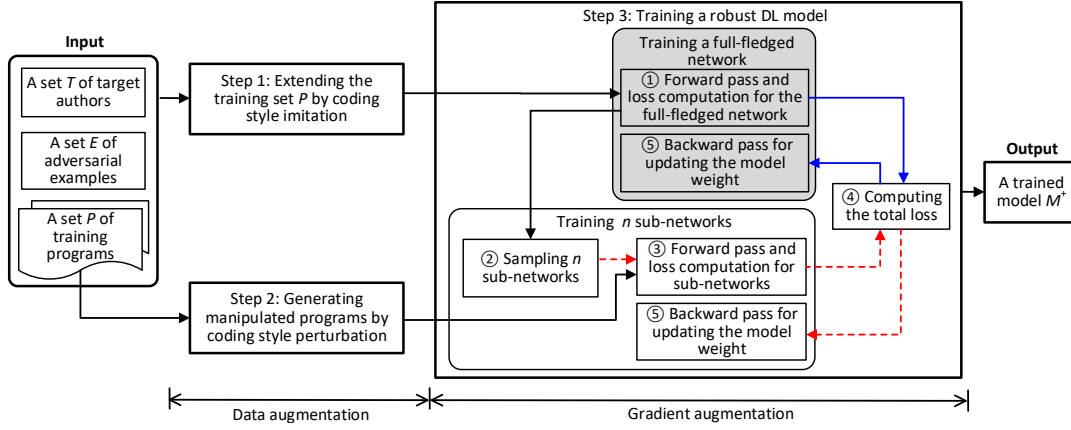 Input
A set T of target
authors
A set E of
adversarial
examples
A set P of
training
programs
Step 1: Extending the
training set P by coding
style imitation
Step 2: Generating
manipulated programs by
coding style perturbation
Step 3: Training a robust DL model
Training a full-fledged
network
① Forward pass and
loss computation for the
full-fledged network
⑤ Backward pass for
updating the model
weight
④ Computing
the total loss
Training n sub-networks
② Sampling n
sub-networks
③ Forward pass and
loss computation for
sub-networks
⑤ Backward pass for
updating the model
weight
Output
A trained
model M⁺
Data augmentation
Gradient augmentation